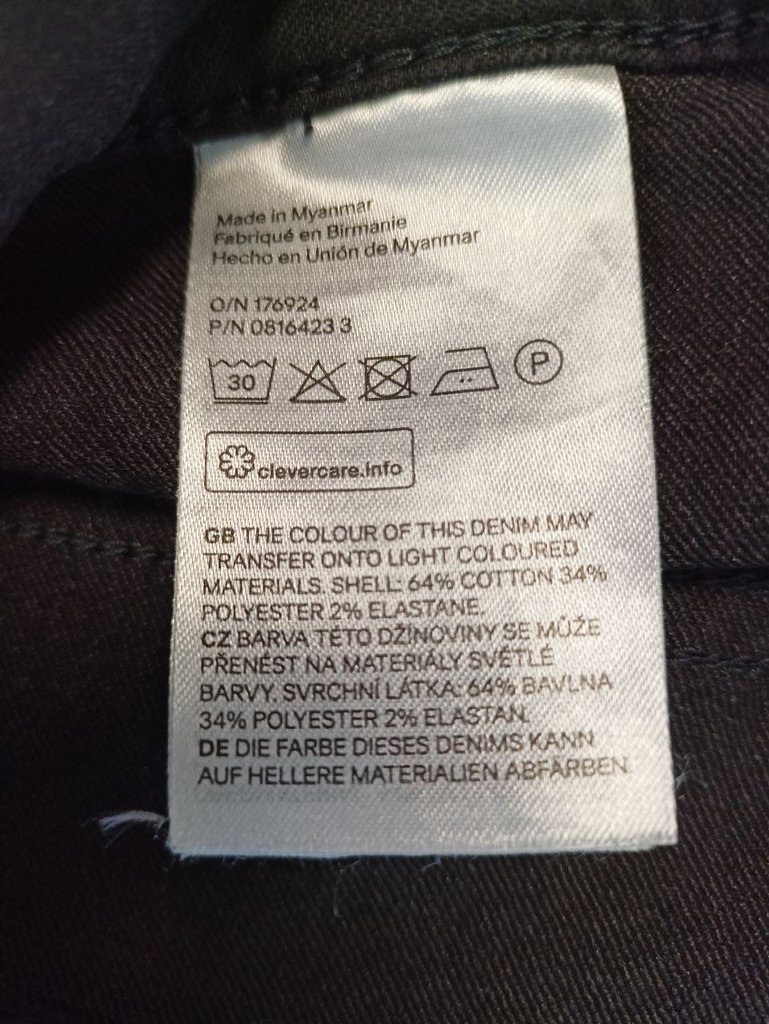 Made in Myanmar
Fabriqué en Birmanie
Hecho en Unión de Myanmar
O/N 176924
P/N 0816423 3
30 P
clevercare.info
GB THE COLOUR OF THIS DENIM MAY
TRANSFER ONTO LIGHT COLOURED
MATERIALS. SHELL: 64% COTTON 34%
POLYESTER 2% ELASTANE.
CZ BARVA TÉTO DŽÍNOVINY SE MŮŽE
PŘENÉST NA MATERIÁLY SVĚTLÉ
BARVY. SVRCHNÍ LÁTKA: 64% BAVLNA
34% POLYESTER 2% ELASTAN.
DE DIE FARBE DIESES DENIMS KANN
AUF HELLERE MATERIALIEN ABFÄRBEN.